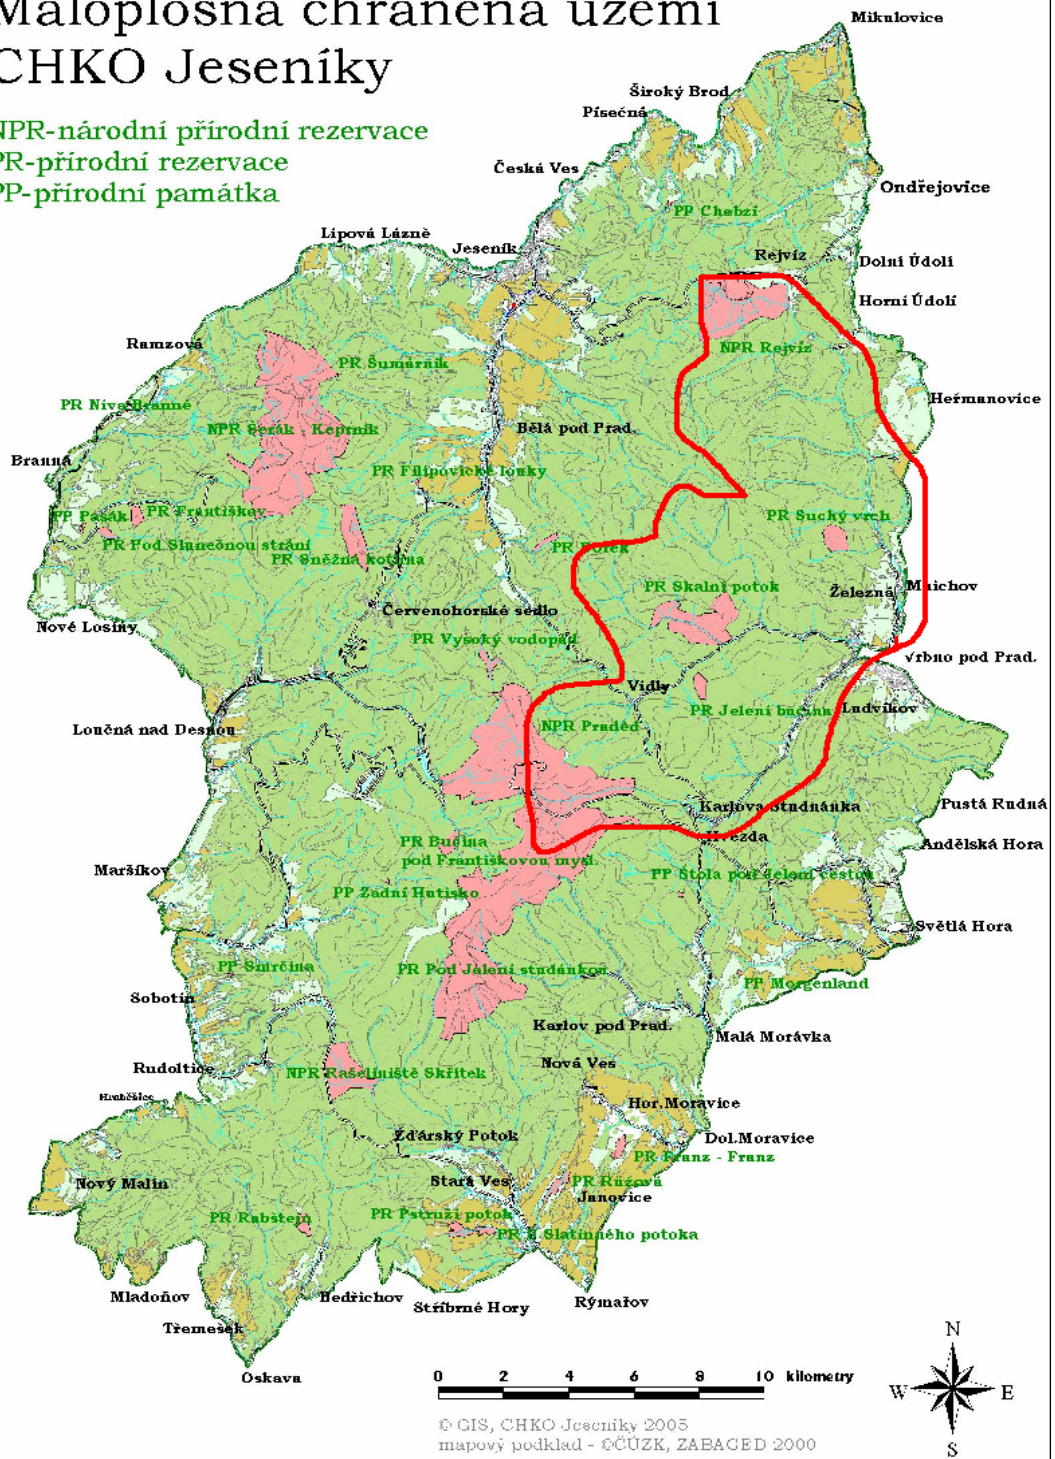 Maloplošná chráněná území
CHKO Jeseníky
NPR-národní přírodní rezervace
PR-přírodní rezervace
PP-přírodní památka
Mikulovice
Široký Brod
Písečná
Česká Ves
Ondřejovice
PP Chebzí
Lipová Lázně
Jeseník
Rejvíz
Dolní Údolí
Horní Údolí
Ramzová
PR Šumárník
NPR Rejvíz
PR Niva Branné
Heřmanovice
NPR Šerák - Keprník
Bělá pod Prad.
Branná
PR Filipovické louky
PP Pasák
PR Františkov
PR Suchý vrch
PR Pod Slunečnou strání
PR Sněžná kotlina
PR Borek
PR Skalní potok
Železná
Mnichov
Červenohorské sedlo
Nové Losiny
PR Vysoký vodopád
Vrbno pod Prad.
Vidly
PR Jelení bučina
Ludvíkov
Loučná nad Desnou
NPR Praděd
Karlova Studnánka
Pustá Rudná
Hvězda
PR Bučina
pod Františkovou mysl.
Andělská Hora
Maršíkov
PP Štola pod Jelení cestou
PP Zadní Hutisko
Světlá Hora
PP Smrčina
PR Pod Jelení studánkou
PP Morgenland
Sobotín
Karlov pod Prad.
Malá Morávka
Rudoltice
NPR Rašeliniště Skřítek
Nová Ves
Hraběšice
Hor.Moravice
Žďárský Potok
Dol.Moravice
PR Franz - Franz
Nový Malín
Stará Ves
PR Růžová
Janovice
PR Rabštejn
PR Pstruží potok
PR U Slatinného potoka
Mladoňov
Bedřichov
Stříbrné Hory
Rýmařov
Třemešek
Oskava
0 2 4 6 8 10 kilometry
N
W E
S
© GIS, CHKO Jeseníky 2005
mapový podklad - ©ČÚZK, ZABAGED 2000